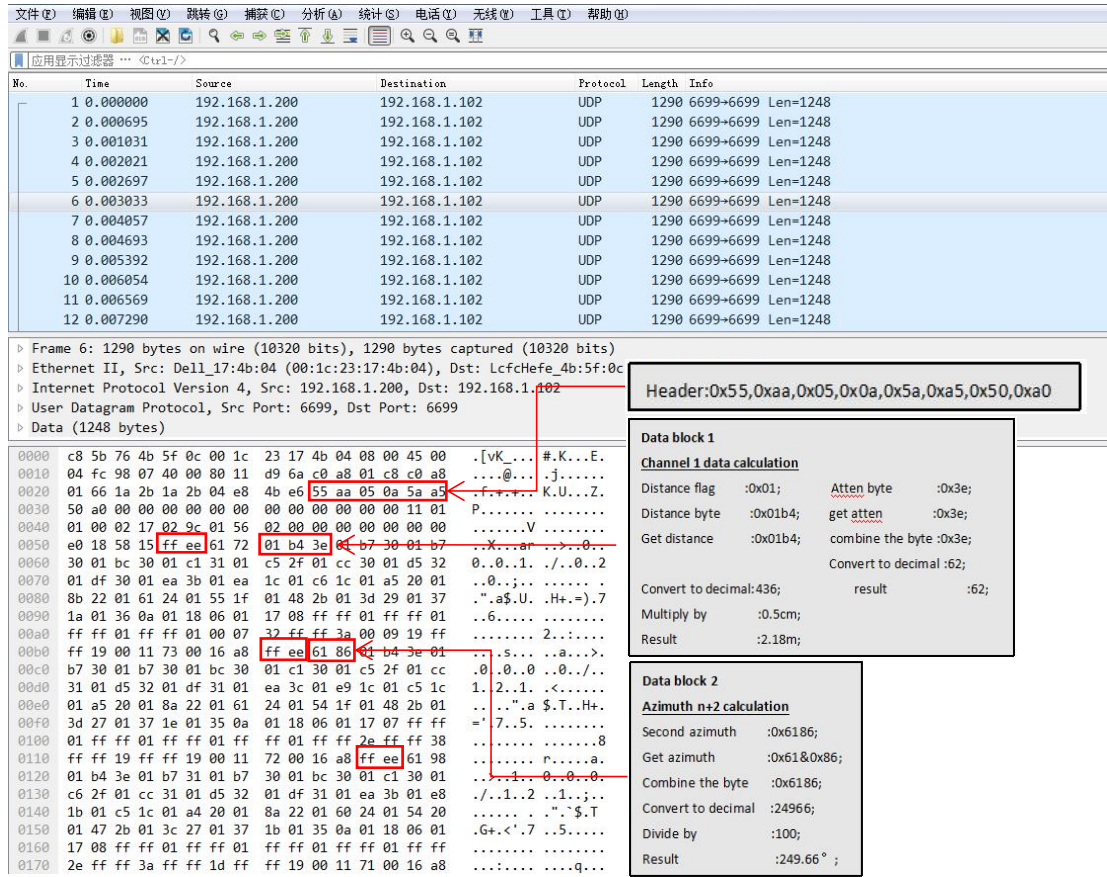 文件(F) 编辑(E) 视图(V) 跳转(G) 捕获(C) 分析(A) 统计(S) 电话(Y) 无线(W) 工具(T) 帮助(H)
应用显示过滤器 … <Ctrl-/>
No. Time Source Destination Protocol Length Info
1 0.000000 192.168.1.200 192.168.1.102 UDP 1290 6699→6699 Len=1248
2 0.000695 192.168.1.200 192.168.1.102 UDP 1290 6699→6699 Len=1248
3 0.001031 192.168.1.200 192.168.1.102 UDP 1290 6699→6699 Len=1248
4 0.002021 192.168.1.200 192.168.1.102 UDP 1290 6699→6699 Len=1248
5 0.002697 192.168.1.200 192.168.1.102 UDP 1290 6699→6699 Len=1248
6 0.003033 192.168.1.200 192.168.1.102 UDP 1290 6699→6699 Len=1248
7 0.004057 192.168.1.200 192.168.1.102 UDP 1290 6699→6699 Len=1248
8 0.004693 192.168.1.200 192.168.1.102 UDP 1290 6699→6699 Len=1248
9 0.005392 192.168.1.200 192.168.1.102 UDP 1290 6699→6699 Len=1248
10 0.006054 192.168.1.200 192.168.1.102 UDP 1290 6699→6699 Len=1248
11 0.006569 192.168.1.200 192.168.1.102 UDP 1290 6699→6699 Len=1248
12 0.007290 192.168.1.200 192.168.1.102 UDP 1290 6699→6699 Len=1248
Frame 6: 1290 bytes on wire (10320 bits), 1290 bytes captured (10320 bits)
Ethernet II, Src: Dell_17:4b:04 (00:1c:23:17:4b:04), Dst: LcfcHefe_4b:5f:0c
Internet Protocol Version 4, Src: 192.168.1.200, Dst: 192.168.1.102
User Datagram Protocol, Src Port: 6699, Dst Port: 6699
Data (1248 bytes)
0000 c8 5b 76 4b 5f 0c 00 1c 23 17 4b 04 08 00 45 00 .[vK_... #.K...E.
0010 04 fc 98 07 40 00 80 11 d9 6a c0 a8 01 c8 c0 a8 ....@... .j......
0020 01 66 1a 2b 1a 2b 04 e8 4b e6 55 aa 05 0a 5a a5 .f.+.+.. K.U...Z.
0030 50 a0 00 00 00 00 00 00 00 00 00 00 00 00 11 01 P....... ........
0040 01 00 02 17 02 9c 01 56 02 00 00 00 00 00 00 00 .......V ........
0050 e0 18 58 15 ff ee 61 72 01 b4 3e 01 b7 30 01 b7 ..X...ar ..>..0..
0060 30 01 bc 30 01 c1 31 01 c5 2f 01 cc 30 01 d5 32 0..0..1. ./..0..2
0070 01 df 30 01 ea 3b 01 ea 1c 01 c6 1c 01 a5 20 01 ..0..;.. ...... .
0080 8b 22 01 61 24 01 55 1f 01 48 2b 01 3d 29 01 37 .".a$.U. .H+.=).7
0090 1a 01 36 0a 01 18 06 01 17 08 ff ff 01 ff ff 01 ..6..... ........
00a0 ff ff 01 ff ff 01 00 07 32 ff ff 3a 00 09 19 ff ........ 2..:....
00b0 ff 19 00 11 73 00 16 a8 ff ee 61 86 01 b4 3e 01 ....s... ..a...>.
00c0 b7 30 01 b7 30 01 bc 30 01 c1 30 01 c5 2f 01 cc .0..0..0 ..0../..
00d0 31 01 d5 32 01 df 31 01 ea 3c 01 e9 1c 01 c5 1c 1..2..1. .<......
00e0 01 a5 20 01 8a 22 01 61 24 01 54 1f 01 48 2b 01 .. ..".a $.T..H+.
00f0 3d 27 01 37 1e 01 35 0a 01 18 06 01 17 07 ff ff ='.7..5. ........
0100 01 ff ff 01 ff ff 01 ff ff 01 ff ff 2e ff ff 38 ........ .......8
0110 ff ff 19 ff ff 19 00 11 72 00 16 a8 ff ee 61 98 ........ r.....a.
0120 01 b4 3e 01 b7 31 01 b7 30 01 bc 30 01 c1 30 01 ..>..1.. 0..0..0.
0130 c6 2f 01 cc 31 01 d5 32 01 df 31 01 ea 3b 01 e8 ./..1..2 ..1..;..
0140 1b 01 c5 1c 01 a4 20 01 8a 22 01 60 24 01 54 20 ...... . .".`$.T
0150 01 47 2b 01 3c 27 01 37 1b 01 35 0a 01 18 06 01 .G+.<'.7 ..5.....
0160 17 08 ff ff 01 ff ff 01 ff ff 01 ff ff 01 ff ff ........ ........
0170 2e ff ff 3a ff ff 1d ff ff 19 00 11 71 00 16 a8 ...:.... ....q...
Header:0x55,0xaa,0x05,0x0a,0x5a,0xa5,0x50,0xa0
Data block 1
Channel 1 data calculation
Distance flag :0x01; Atten byte :0x3e;
Distance byte :0x01b4; get atten :0x3e;
Get distance :0x01b4; combine the byte :0x3e;
Convert to decimal :62;
Convert to decimal:436; result :62;
Multiply by :0.5cm;
Result :2.18m;
Data block 2
Azimuth n+2 calculation
Second azimuth :0x6186;
Get azimuth :0x61&0x86;
Combine the byte :0x6186;
Convert to decimal :24966;
Divide by :100;
Result :249.66° ;